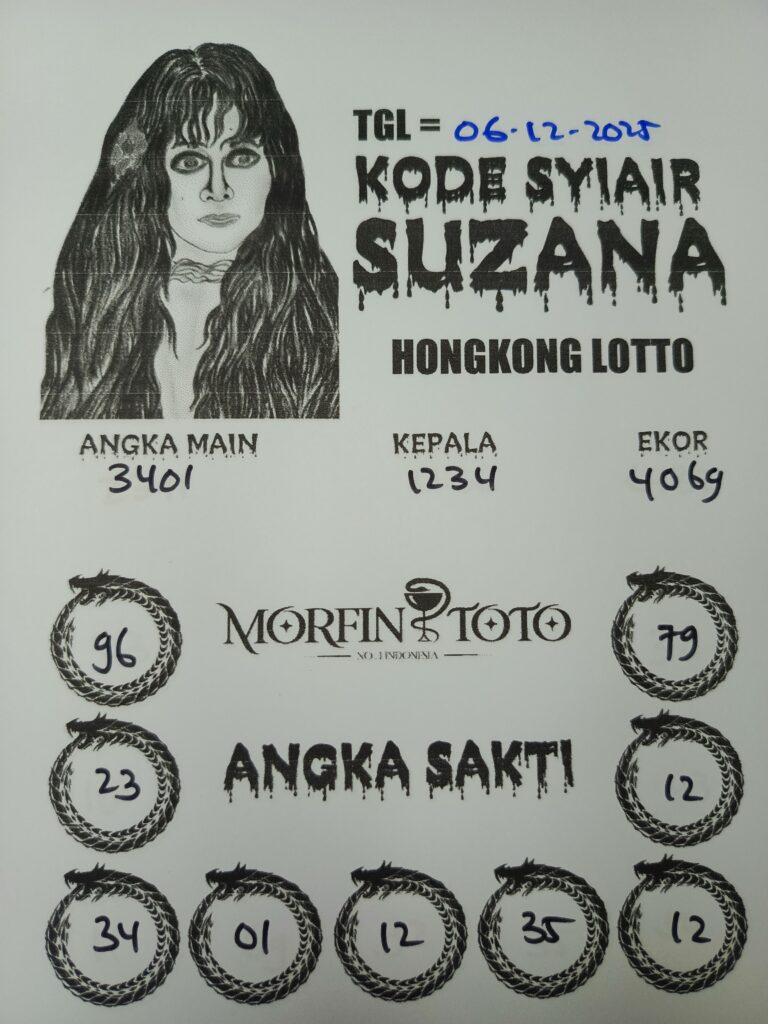 TGL = 06-12-2025
KODE SYIAIR
SUZANA
HONGKONG LOTTO
ANGKA MAIN KEPALA EKOR
3401 1234 4069
96 MORFIN TOTO 79
NO. 1 INDONESIA
23 ANGKA SAKTI 12
34 01 12 35 12